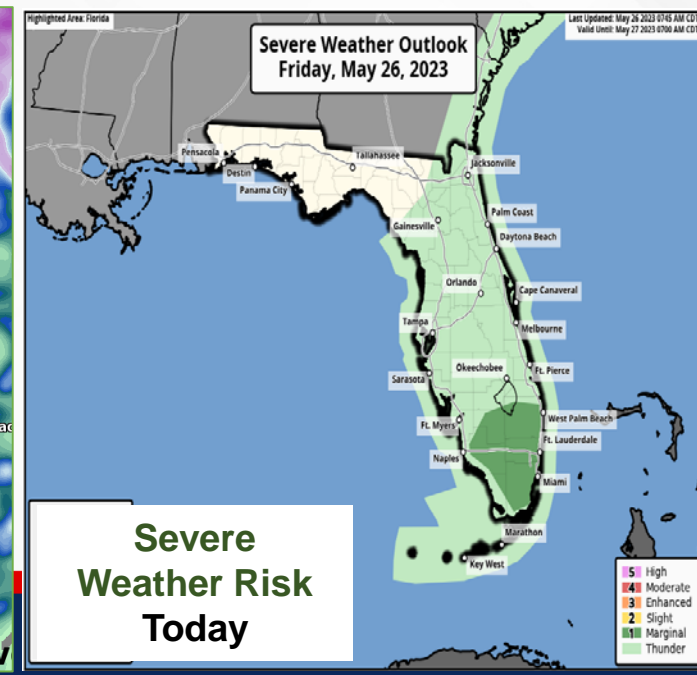 Highlighted Area: Florida
Last Updated: May 26 2023 0745 AM CDT
Valid Until: May 27 2023 0700 AM CDT
Severe Weather Outlook
Friday, May 26, 2023
Pensacola
Destin
Panama City
Tallahassee
Jacksonville
Gainesville
Palm Coast
Daytona Beach
Orlando
Cape Canaveral
Tampa
Melbourne
Okeechobee
Ft. Pierce
Sarasota
Ft. Myers
West Palm Beach
Ft. Lauderdale
Naples
Miami
Marathon
Key West
Severe
Weather Risk
Today
5 High
4 Moderate
3 Enhanced
2 Slight
1 Marginal
Thunder